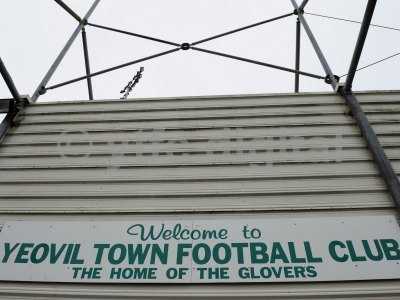 Welcome to
YEOVIL TOWN FOOTBALL CLUB
THE HOME OF THE GLOVERS